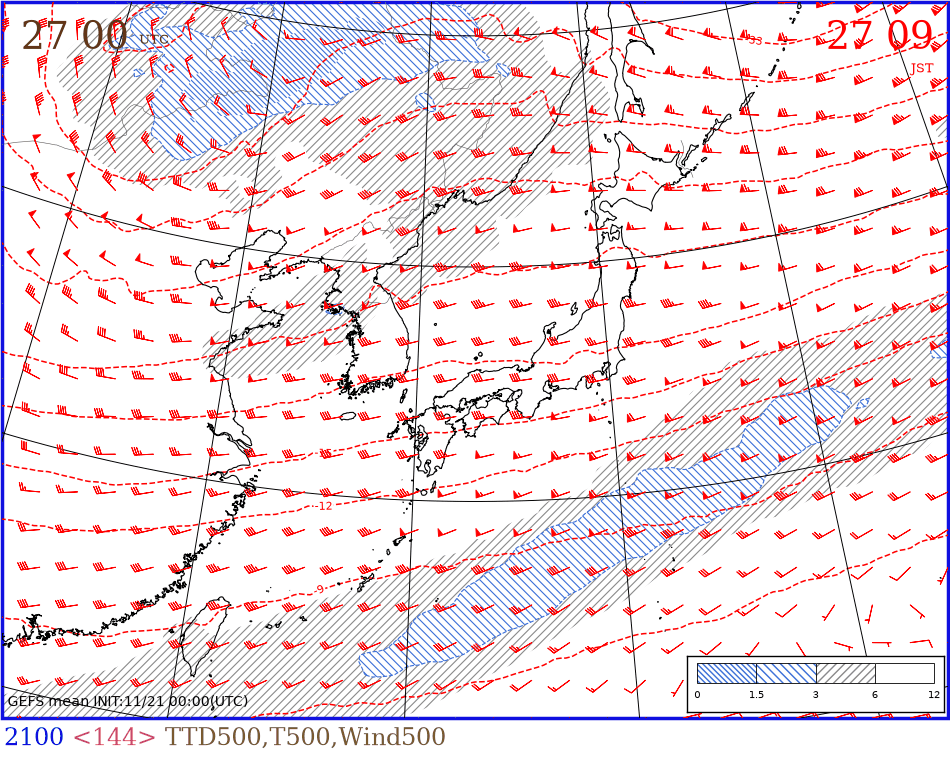 27 00 UTC
27 09
JST
-33
-12
-9
GEFS mean INIT:11/21 00:00(UTC)
0 1.5 3 6 12
2100 <144> TTD500,T500,Wind500